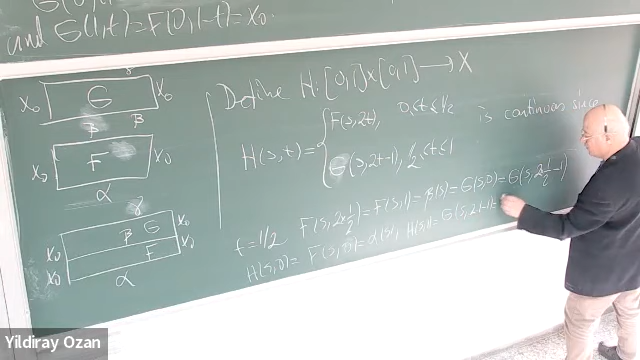 and G(1,t)=F(0,1-t)=x₀.
Define H: [0,1]×[0,1] → X
H(s,t) = { F(s,2t), 0≤t≤1/2
G(s,2t-1), 1/2≤t≤1
is continuous since
t=1/2 F(s,2×1/2)=F(s,1)=β(s)=G(s,0)=G(s,2·1/2-1)
H(s,0)= F(s,0)=α(s), H(s,1)=G(s,2·1-1)=
x₀ G x₀
β β
x₀ F x₀
α
γ
β G x₀
x₀ F x₀
x₀ α
Yildiray Ozan